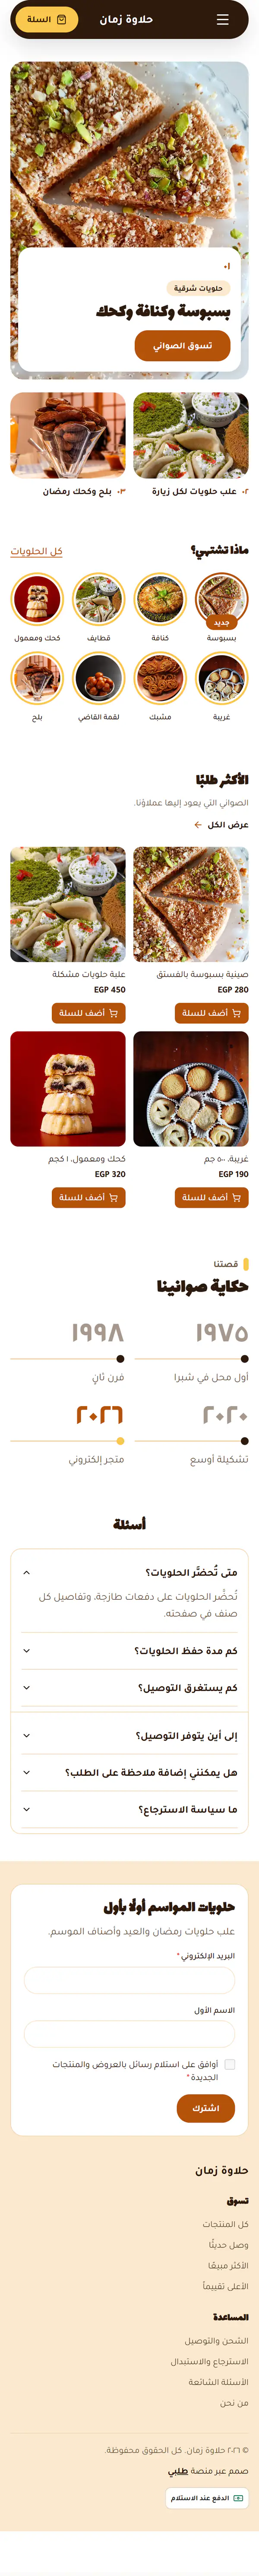 حلاوة زمان
السلة
٠١
حلويات شرقية
بسبوسة وكنافة وكحك
تسوق الصواني
٠٢ علب حلويات لكل زيارة
٠٣ بلح وكحك رمضان
ماذا تشتهي؟
كل الحلويات
جديد
بسبوسة
كنافة
قطايف
كحك ومعمول
غريبة
مشبك
لقمة القاضي
بلح
الأكثر طلبًا
الصواني التي يعود إليها عملاؤنا.
عرض الكل
صينية بسبوسة بالفستق
280 EGP
أضف للسلة
علبة حلويات مشكلة
450 EGP
أضف للسلة
غريبة، ٥٠٠ جم
190 EGP
أضف للسلة
كحك ومعمول، ١ كجم
320 EGP
أضف للسلة
قصتنا
حكاية صوانينا
١٩٧٥
أول محل في شبرا
١٩٩٨
فرن ثانٍ
٢٠٢٠
تشكيلة أوسع
٢٠٢٦
متجر إلكتروني
أسئلة
متى تُحضَّر الحلويات؟
تُحضَّر الحلويات على دفعات طازجة، وتفاصيل كل
صنف في صفحته.
كم مدة حفظ الحلويات؟
كم يستغرق التوصيل؟
إلى أين يتوفر التوصيل؟
هل يمكنني إضافة ملاحظة على الطلب؟
ما سياسة الاسترجاع؟
حلويات المواسم أولًا بأول
علب حلويات رمضان والعيد وأصناف الموسم.
البريد الإلكتروني *
الاسم الأول
أوافق على استلام رسائل بالعروض والمنتجات
الجديدة *
اشترك
حلاوة زمان
تسوق
كل المنتجات
وصل حديثًا
الأكثر مبيعًا
الأعلى تقييماً
المساعدة
الشحن والتوصيل
الاسترجاع والاستبدال
الأسئلة الشائعة
من نحن
© ٢٠٢٦ حلاوة زمان. كل الحقوق محفوظة.
صمم عبر منصة طلبي
الدفع عند الاستلام